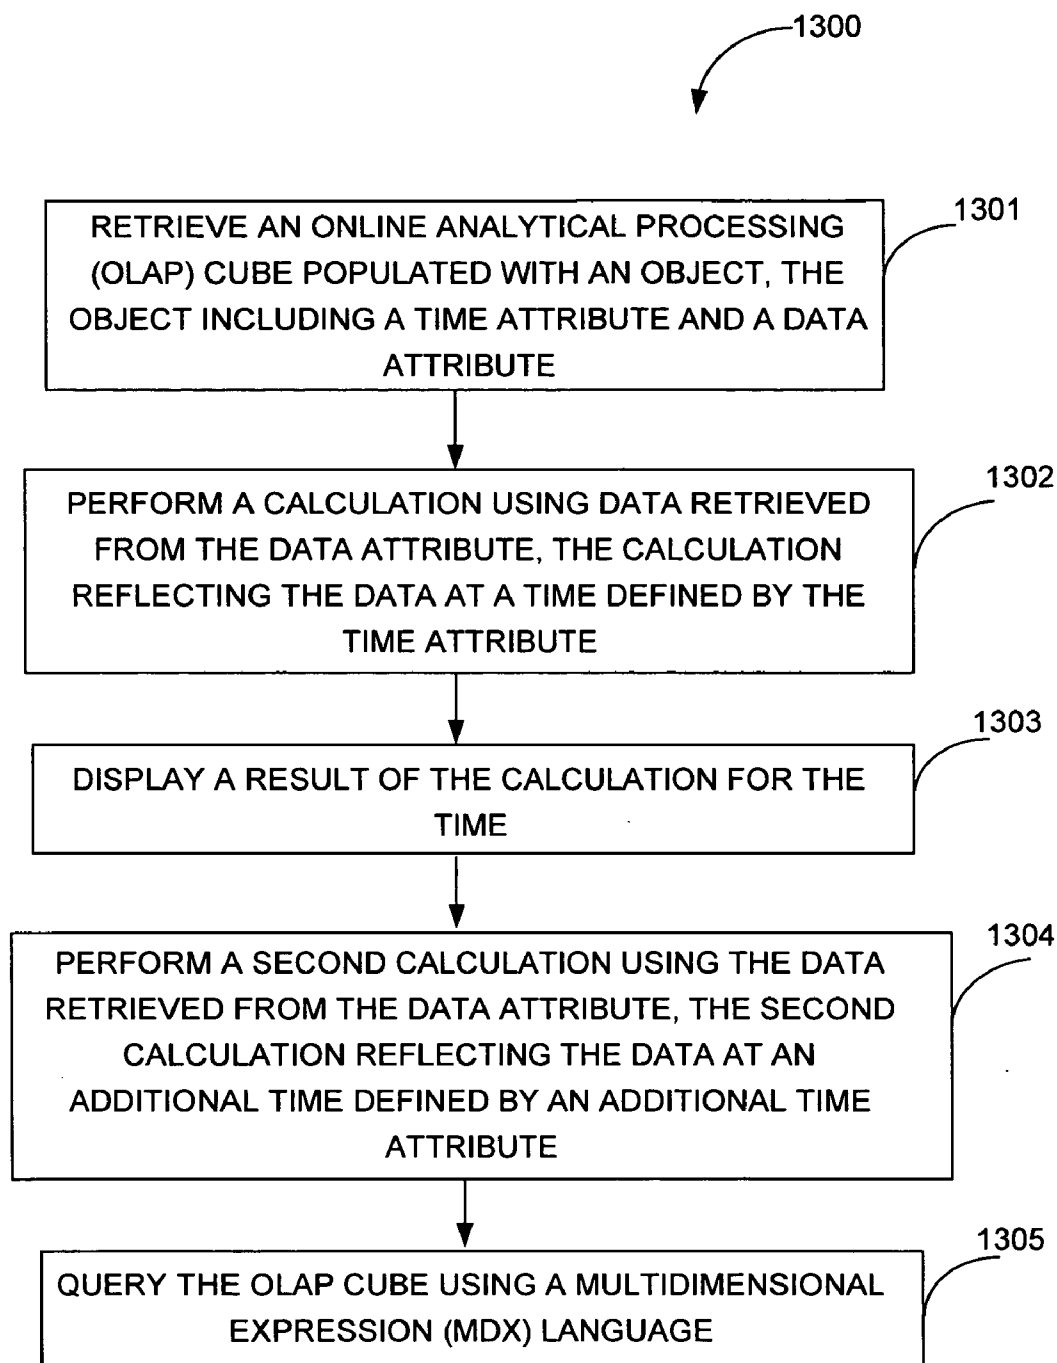 1300
1301
RETRIEVE AN ONLINE ANALYTICAL PROCESSING
(OLAP) CUBE POPULATED WITH AN OBJECT, THE
OBJECT INCLUDING A TIME ATTRIBUTE AND A DATA
ATTRIBUTE
1302
PERFORM A CALCULATION USING DATA RETRIEVED
FROM THE DATA ATTRIBUTE, THE CALCULATION
REFLECTING THE DATA AT A TIME DEFINED BY THE
TIME ATTRIBUTE
1303
DISPLAY A RESULT OF THE CALCULATION FOR THE
TIME
1304
PERFORM A SECOND CALCULATION USING THE DATA
RETRIEVED FROM THE DATA ATTRIBUTE, THE SECOND
CALCULATION REFLECTING THE DATA AT AN
ADDITIONAL TIME DEFINED BY AN ADDITIONAL TIME
ATTRIBUTE
1305
QUERY THE OLAP CUBE USING A MULTIDIMENSIONAL
EXPRESSION (MDX) LANGUAGE